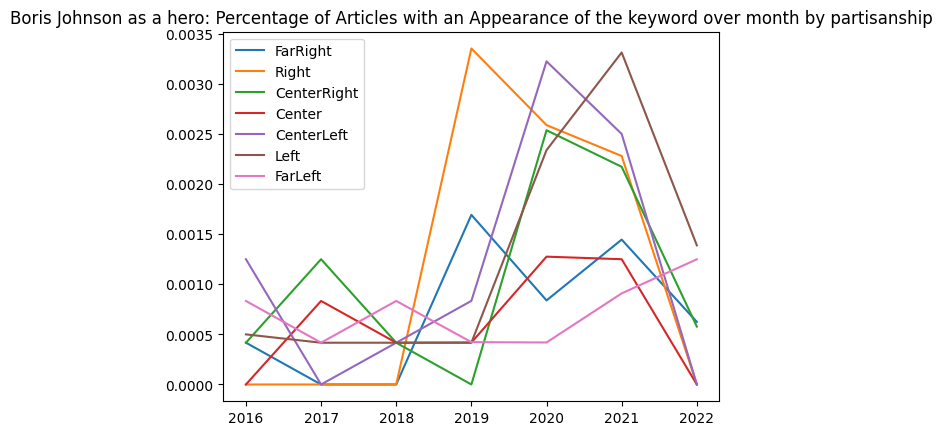 Boris Johnson as a hero: Percentage of Articles with an Appearance of the keyword over month by partisanship
0.0035
0.0030
0.0025
0.0020
0.0015
0.0010
0.0005
0.0000
FarRight
Right
CenterRight
Center
CenterLeft
Left
FarLeft
2016 2017 2018 2019 2020 2021 2022